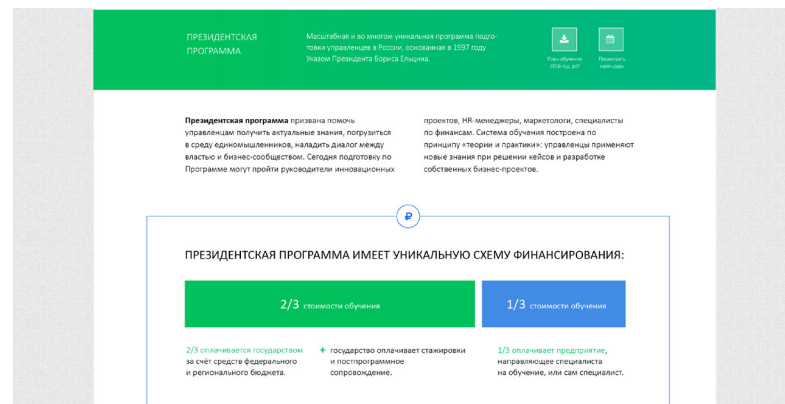 ПРЕЗИДЕНТСКАЯ
ПРОГРАММА
Масштабная и во многом уникальная программа подго-
товки управленцев в России, основанная в 1997 году
Указом Президента Бориса Ельцина.
План обучения
2016 год, pdf
Посмотреть
календарь
Президентская программа призвана помочь
управленцам получить актуальные знания, погрузиться
в среду единомышленников, наладить диалог между
властью и бизнес-сообществом. Сегодня подготовку по
Программе могут пройти руководители инновационных
проектов, HR-менеджеры, маркетологи, специалисты
по финансам. Система обучения построена по
принципу «теории и практики»: управленцы применяют
новые знания при решении кейсов и разработке
собственных бизнес-проектов.
₽
ПРЕЗИДЕНТСКАЯ ПРОГРАММА ИМЕЕТ УНИКАЛЬНУЮ СХЕМУ ФИНАНСИРОВАНИЯ:
2/3 стоимости обучения
1/3 стоимости обучения
2/3 оплачивается государством
за счёт средств федерального
и регионального бюджета.
+ государство оплачивает стажировки
и постпрограммное
сопровождение.
1/3 оплачивает предприятие,
направляющее специалиста
на обучение, или сам специалист.